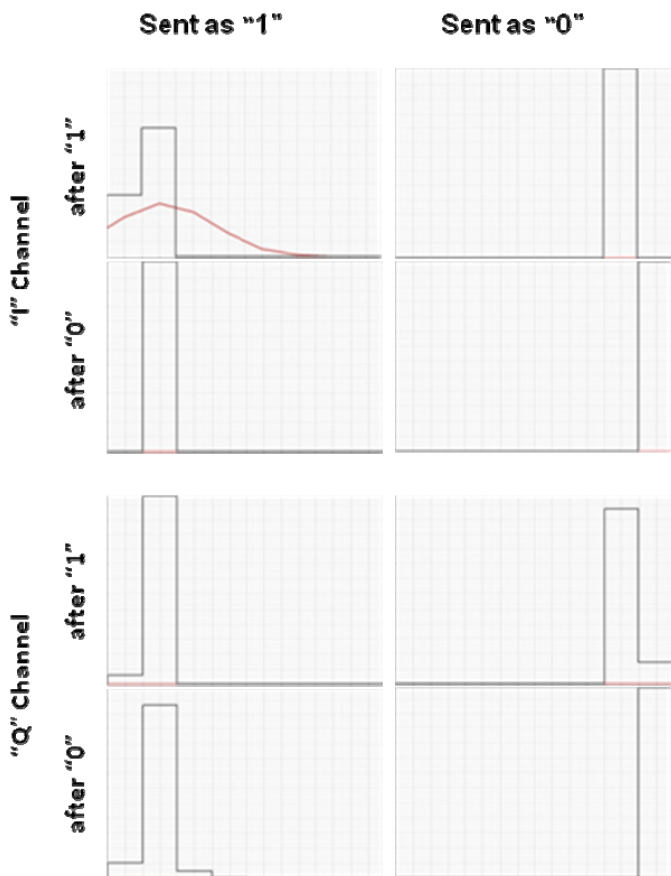 Sent as “1” Sent as “0”
“I” Channel
after “1”
after “0”
“Q” Channel
after “1”
after “0”